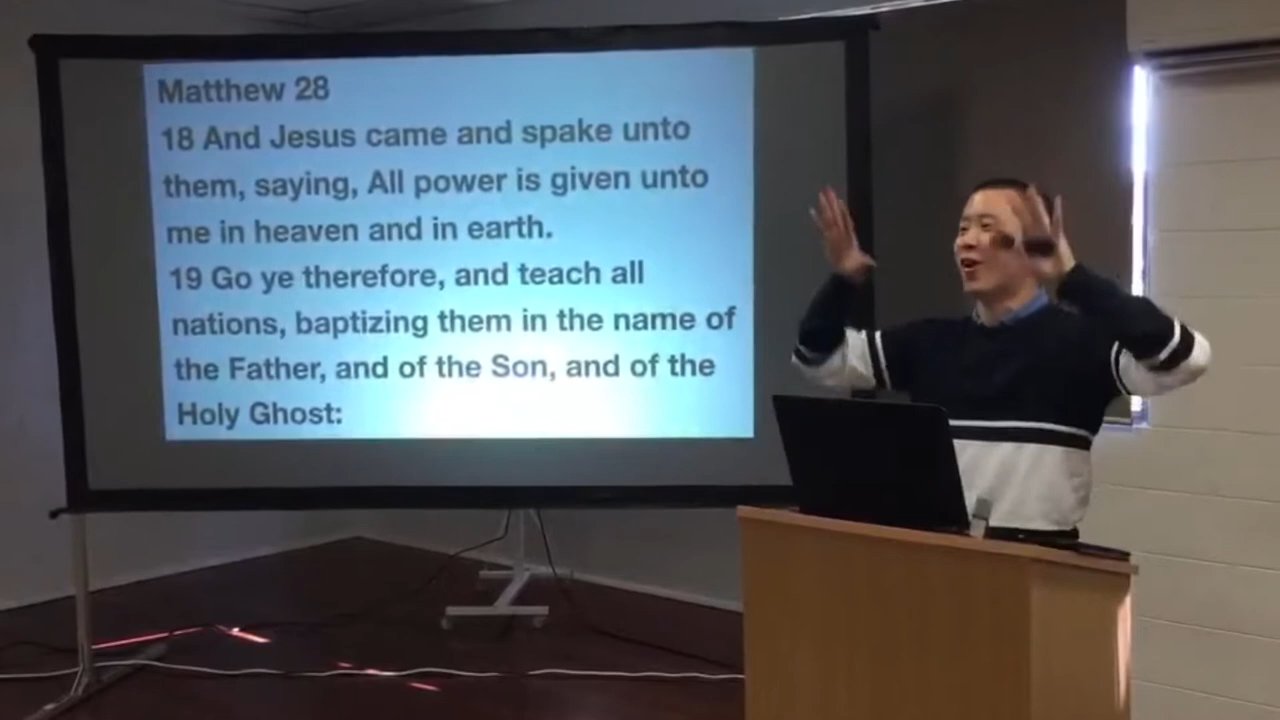 Matthew 28
18 And Jesus came and spake unto
them, saying, All power is given unto
me in heaven and in earth.
19 Go ye therefore, and teach all
nations, baptizing them in the name of
the Father, and of the Son, and of the
Holy Ghost: